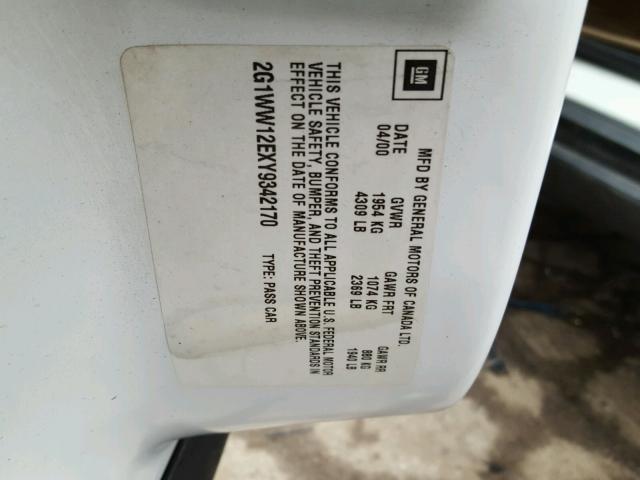 GM
MFD BY GENERAL MOTORS OF CANADA LTD.
DATE GVWR GAWR FRT GAWR RR
04/00 1954 KG 1074 KG 880 KG
4309 LB 2369 LB 1940 LB
THIS VEHICLE CONFORMS TO ALL APPLICABLE U.S. FEDERAL MOTOR
VEHICLE SAFETY, BUMPER, AND THEFT PREVENTION STANDARDS IN
EFFECT ON THE DATE OF MANUFACTURE SHOWN ABOVE.
2G1WW12EXY9342170 TYPE: PASS CAR